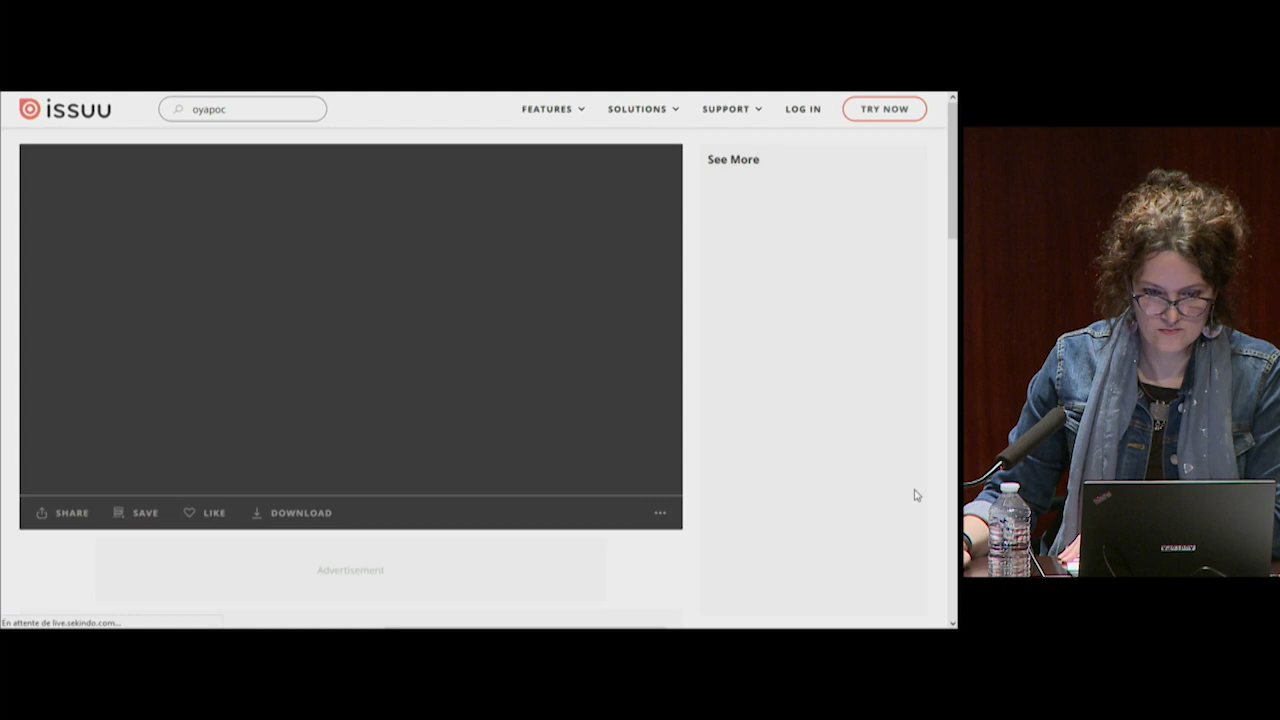 issuu
oyapoc
FEATURES
SOLUTIONS
SUPPORT
LOG IN
TRY NOW
See More
SHARE
SAVE
LIKE
DOWNLOAD
Advertisement
En attente de live.sekindo.com...